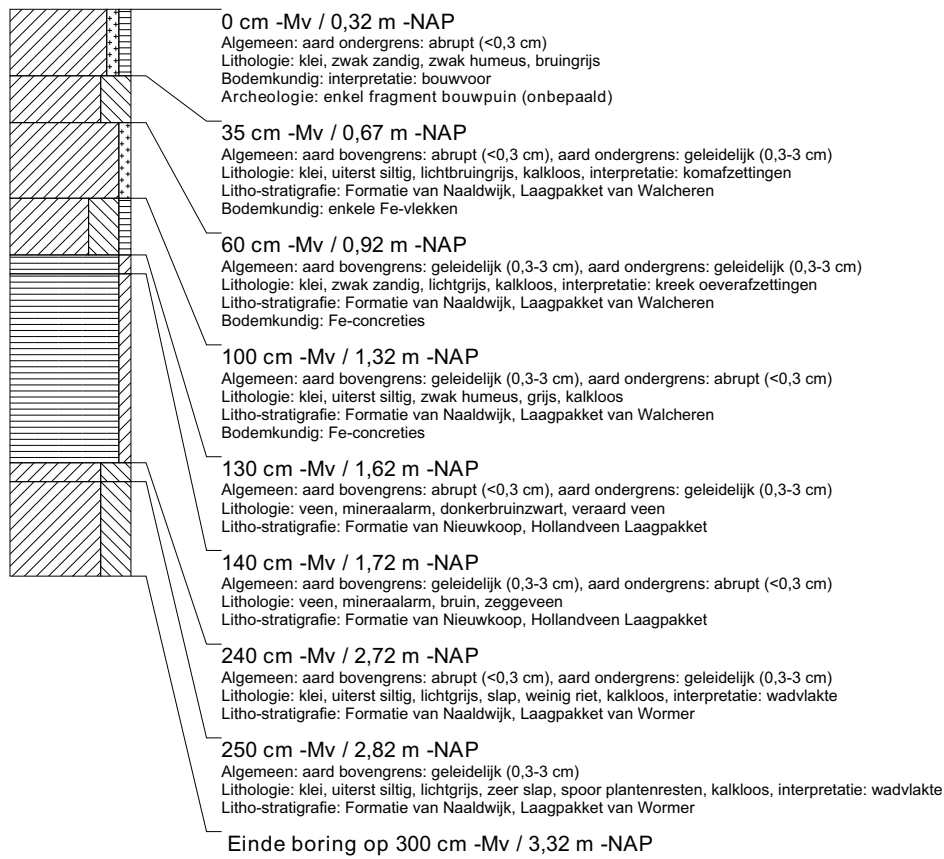 0 cm -Mv / 0,32 m -NAP
Algemeen: aard ondergrens: abrupt (<0,3 cm)
Lithologie: klei, zwak zandig, zwak humeus, bruingrijs
Bodemkundig: interpretatie: bouwvoor
Archeologie: enkel fragment bouwpuin (onbepaald)
35 cm -Mv / 0,67 m -NAP
Algemeen: aard bovengrens: abrupt (<0,3 cm), aard ondergrens: geleidelijk (0,3-3 cm)
Lithologie: klei, uiterst siltig, lichtbruingrijs, kalkloos, interpretatie: komafzettingen
Litho-stratigrafie: Formatie van Naaldwijk, Laagpakket van Walcheren
Bodemkundig: enkele Fe-vlekken
60 cm -Mv / 0,92 m -NAP
Algemeen: aard bovengrens: geleidelijk (0,3-3 cm), aard ondergrens: geleidelijk (0,3-3 cm)
Lithologie: klei, zwak zandig, lichtgrijs, kalkloos, interpretatie: kreek oeverafzettingen
Litho-stratigrafie: Formatie van Naaldwijk, Laagpakket van Walcheren
Bodemkundig: Fe-concreties
100 cm -Mv / 1,32 m -NAP
Algemeen: aard bovengrens: geleidelijk (0,3-3 cm), aard ondergrens: abrupt (<0,3 cm)
Lithologie: klei, uiterst siltig, zwak humeus, grijs, kalkloos
Litho-stratigrafie: Formatie van Naaldwijk, Laagpakket van Walcheren
Bodemkundig: Fe-concreties
130 cm -Mv / 1,62 m -NAP
Algemeen: aard bovengrens: abrupt (<0,3 cm), aard ondergrens: geleidelijk (0,3-3 cm)
Lithologie: veen, mineraalarm, donkerbruinzwart, veraard veen
Litho-stratigrafie: Formatie van Nieuwkoop, Hollandveen Laagpakket
140 cm -Mv / 1,72 m -NAP
Algemeen: aard bovengrens: geleidelijk (0,3-3 cm), aard ondergrens: abrupt (<0,3 cm)
Lithologie: veen, mineraalarm, bruin, zeggeveen
Litho-stratigrafie: Formatie van Nieuwkoop, Hollandveen Laagpakket
240 cm -Mv / 2,72 m -NAP
Algemeen: aard bovengrens: abrupt (<0,3 cm), aard ondergrens: geleidelijk (0,3-3 cm)
Lithologie: klei, uiterst siltig, lichtgrijs, slap, weinig riet, kalkloos, interpretatie: wadvlakte
Litho-stratigrafie: Formatie van Naaldwijk, Laagpakket van Wormer
250 cm -Mv / 2,82 m -NAP
Algemeen: aard bovengrens: geleidelijk (0,3-3 cm)
Lithologie: klei, uiterst siltig, lichtgrijs, zeer slap, spoor plantenresten, kalkloos, interpretatie: wadvlakte
Litho-stratigrafie: Formatie van Naaldwijk, Laagpakket van Wormer
Einde boring op 300 cm -Mv / 3,32 m -NAP